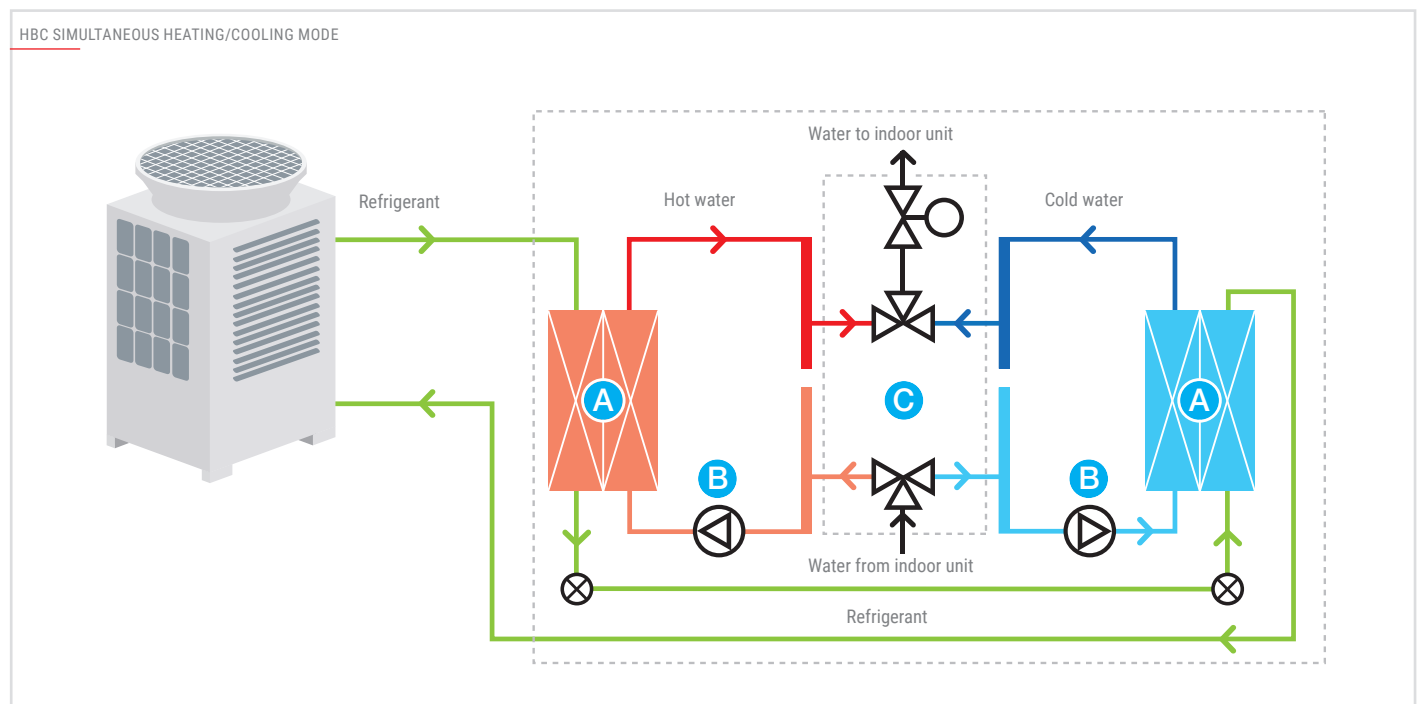 HBC SIMULTANEOUS HEATING/COOLING MODE
Water to indoor unit
Refrigerant
Hot water
Cold water
A
C
A
B
B
Water from indoor unit
Refrigerant